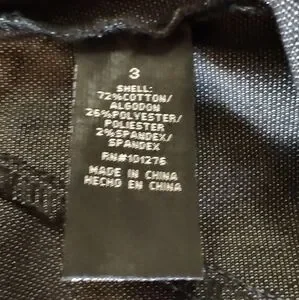 3
SHELL:
72%COTTON/
ALGODON
26%POLYESTER/
POLIESTER
2%SPANDEX/
SPANDEX
RN#101276
MADE IN CHINA
HECHO EN CHINA